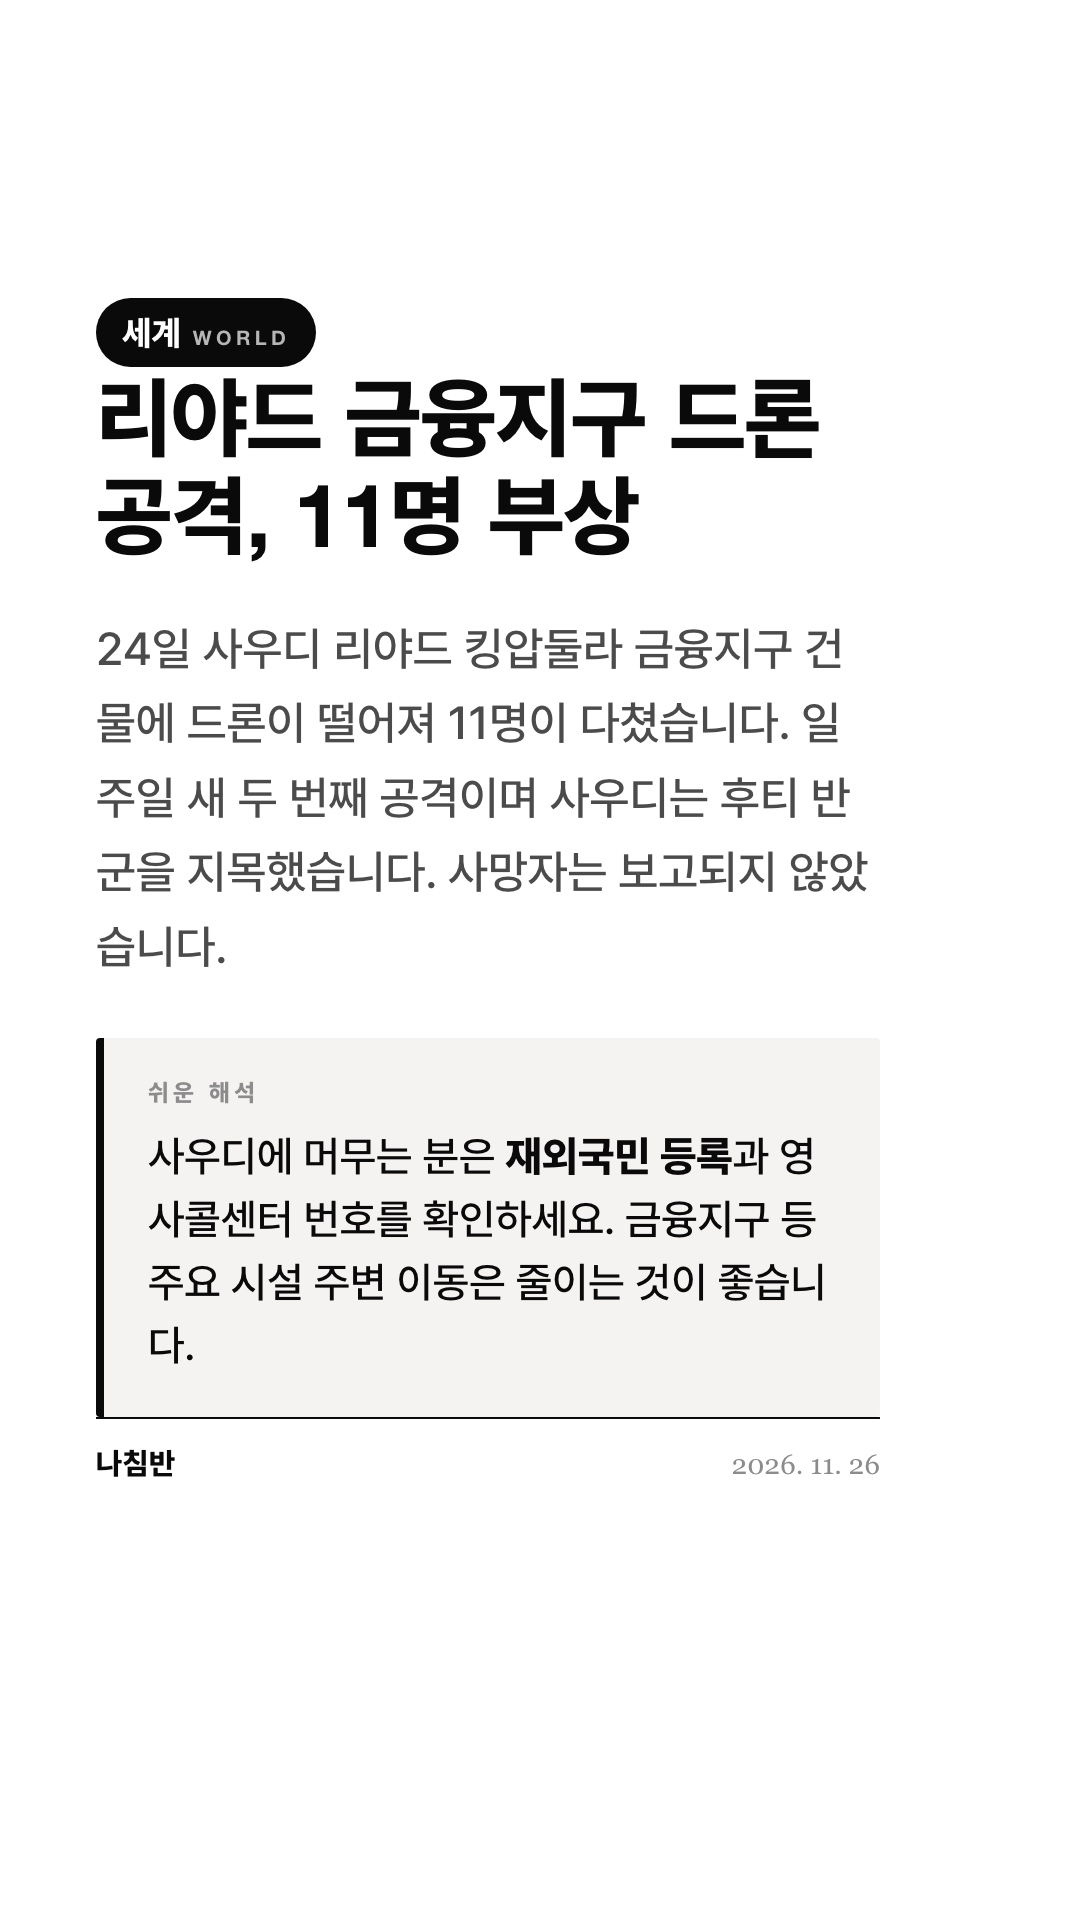 세계 WORLD
리야드 금융지구 드론
공격, 11명 부상
24일 사우디 리야드 킹압둘라 금융지구 건
물에 드론이 떨어져 11명이 다쳤습니다. 일
주일 새 두 번째 공격이며 사우디는 후티 반
군을 지목했습니다. 사망자는 보고되지 않았
습니다.
쉬운 해석
사우디에 머무는 분은 재외국민 등록과 영
사콜센터 번호를 확인하세요. 금융지구 등
주요 시설 주변 이동은 줄이는 것이 좋습니
다.
나침반 2026. 11. 26